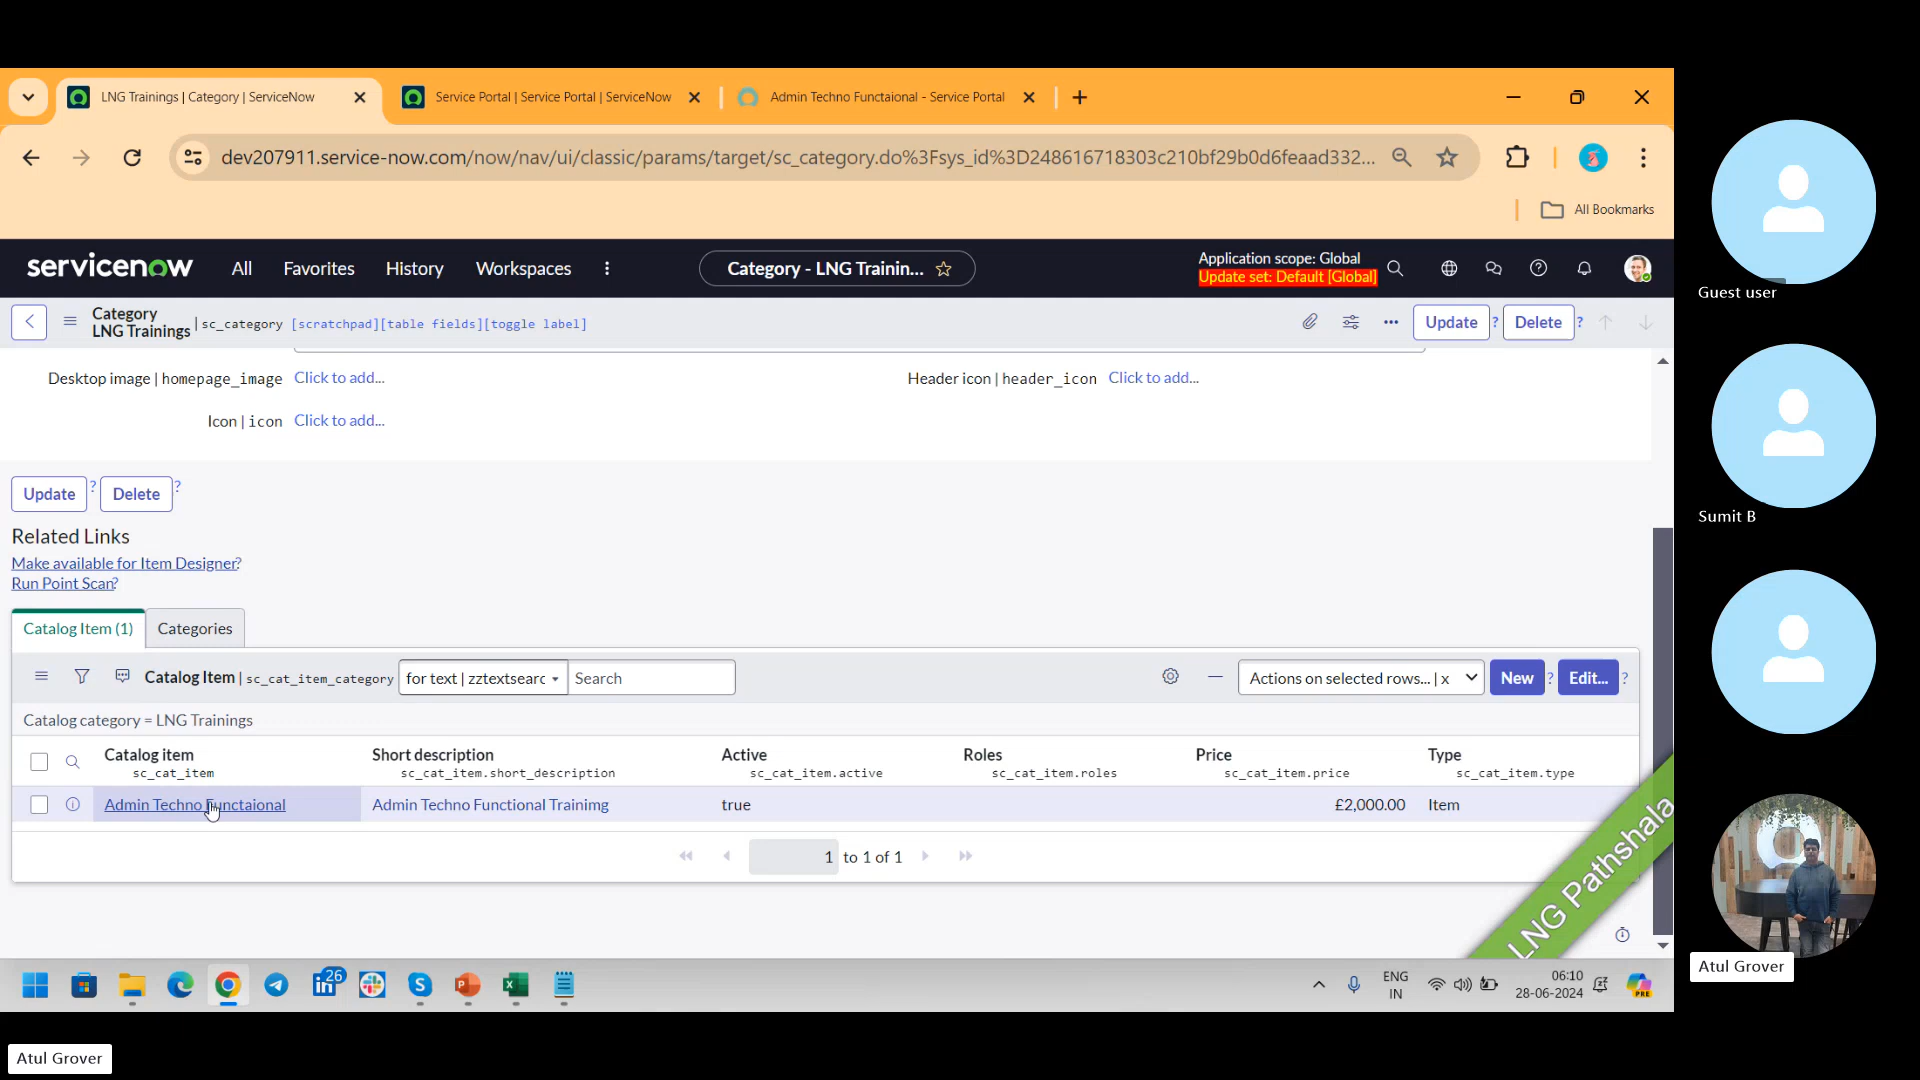 LNG Trainings | Category | ServiceNow
Service Portal | Service Portal | ServiceNow
Admin Techno Functaional - Service Portal
dev207911.service-now.com/now/nav/ui/classic/params/target/sc_category.do%3Fsys_id%3D248616718303c210bf29b0d6feaad332...
All Bookmarks
servicenow
All
Favorites
History
Workspaces
Category - LNG Trainin...
Application scope: Global
Update set: Default [Global]
Category
LNG Trainings | sc_category [scratchpad][table fields][toggle label]
Update ?
Delete ?
Desktop image | homepage_image Click to add...
Header icon | header_icon Click to add...
Icon | icon Click to add...
Update ? Delete ?
Related Links
Make available for Item Designer?
Run Point Scan?
Catalog Item (1)
Categories
Catalog Item | sc_cat_item_category
for text | zztextsearc
Search
Actions on selected rows... | x
New ?
Edit... ?
Catalog category = LNG Trainings
Catalog item Short description Active Roles Price Type
sc_cat_item sc_cat_item.short_description sc_cat_item.active sc_cat_item.roles sc_cat_item.price sc_cat_item.type
Admin Techno Functaional Admin Techno Functional Trainimg true £2,000.00 Item
1 to 1 of 1
LNG Pathshala
26
ENG
IN
06:10
28-06-2024
PRE
Guest user
Sumit B
Atul Grover
Atul Grover